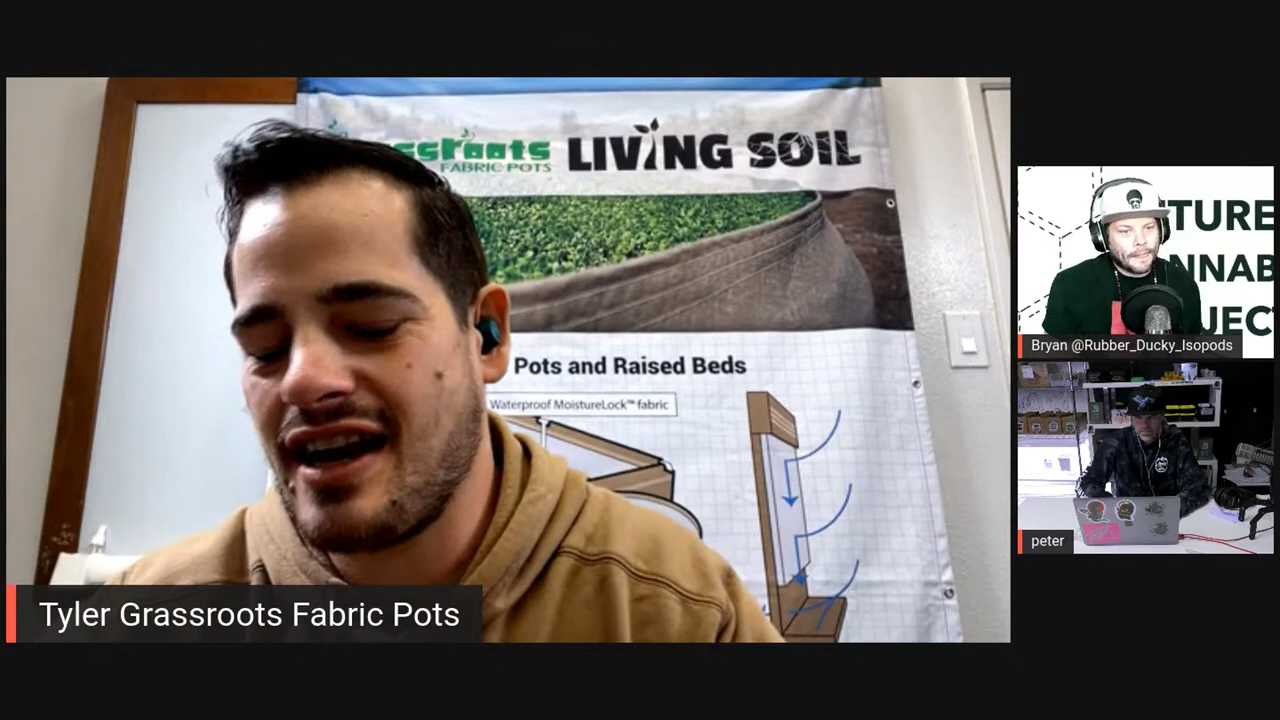 ssroots
FABRIC POTS
LIVING SOIL
Pots and Raised Beds
Waterproof MoistureLock™ fabric
Tyler Grassroots Fabric Pots
TURE
NNAB
JEC
Bryan @Rubber_Ducky_Isopods
peter